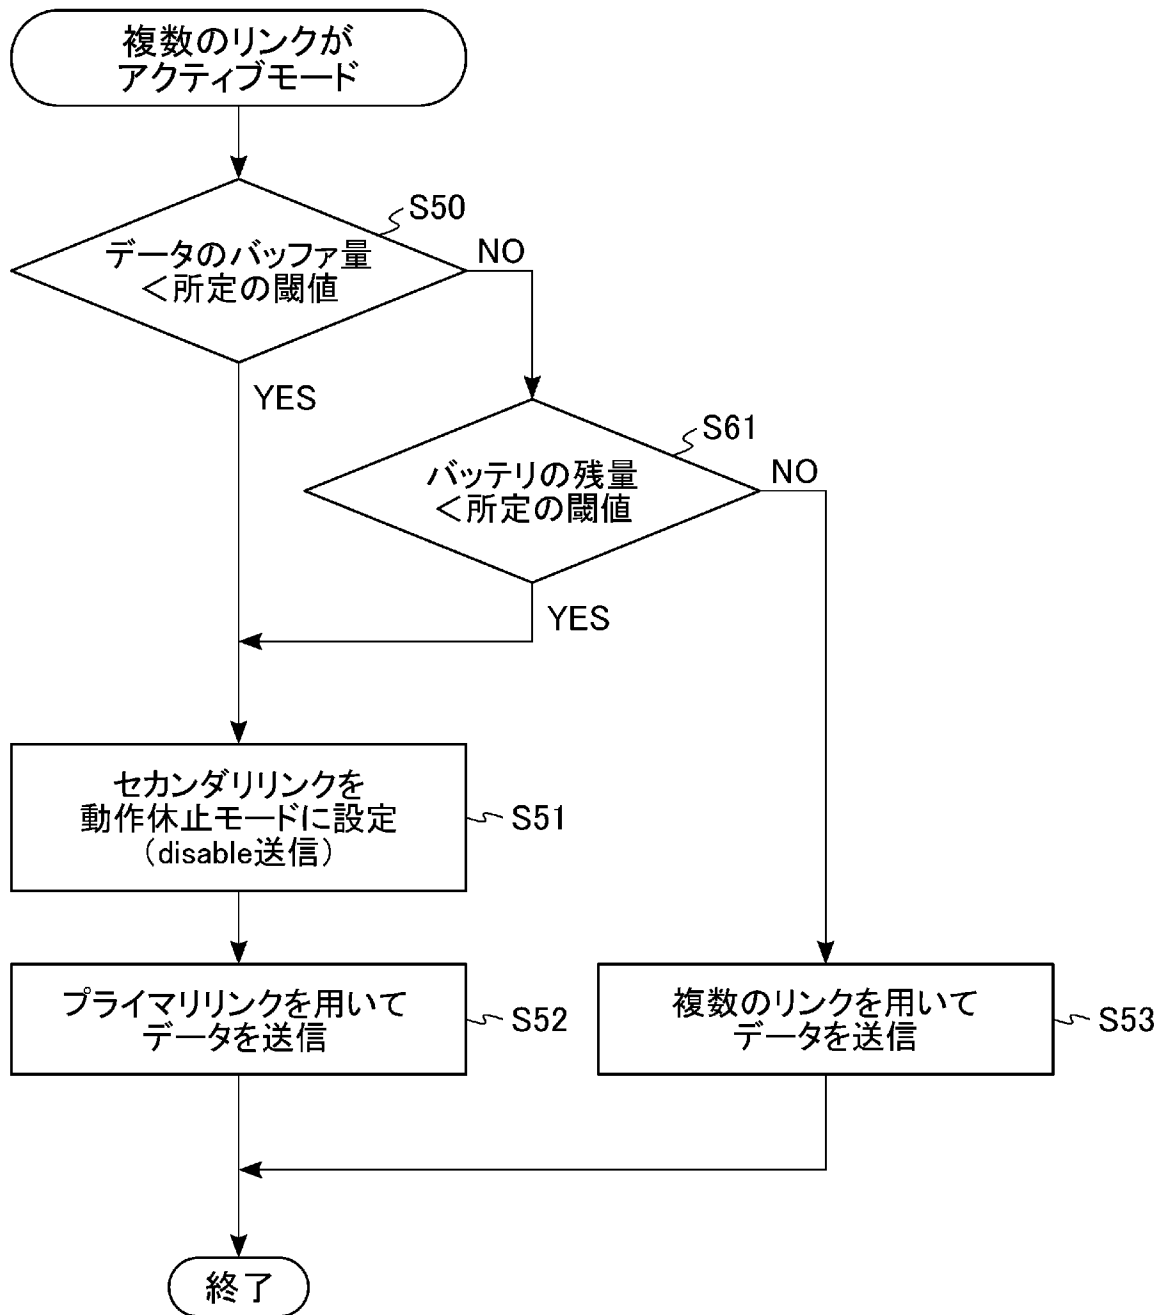 複数のリンクが
アクティブモード
S50
データのバッファ量
<所定の閾値
NO
YES
S61
バッテリの残量
<所定の閾値
NO
YES
セカンダリリンクを
動作休止モードに設定
(disable送信)
S51
プライマリリンクを用いて
データを送信
S52
複数のリンクを用いて
データを送信
S53
終了